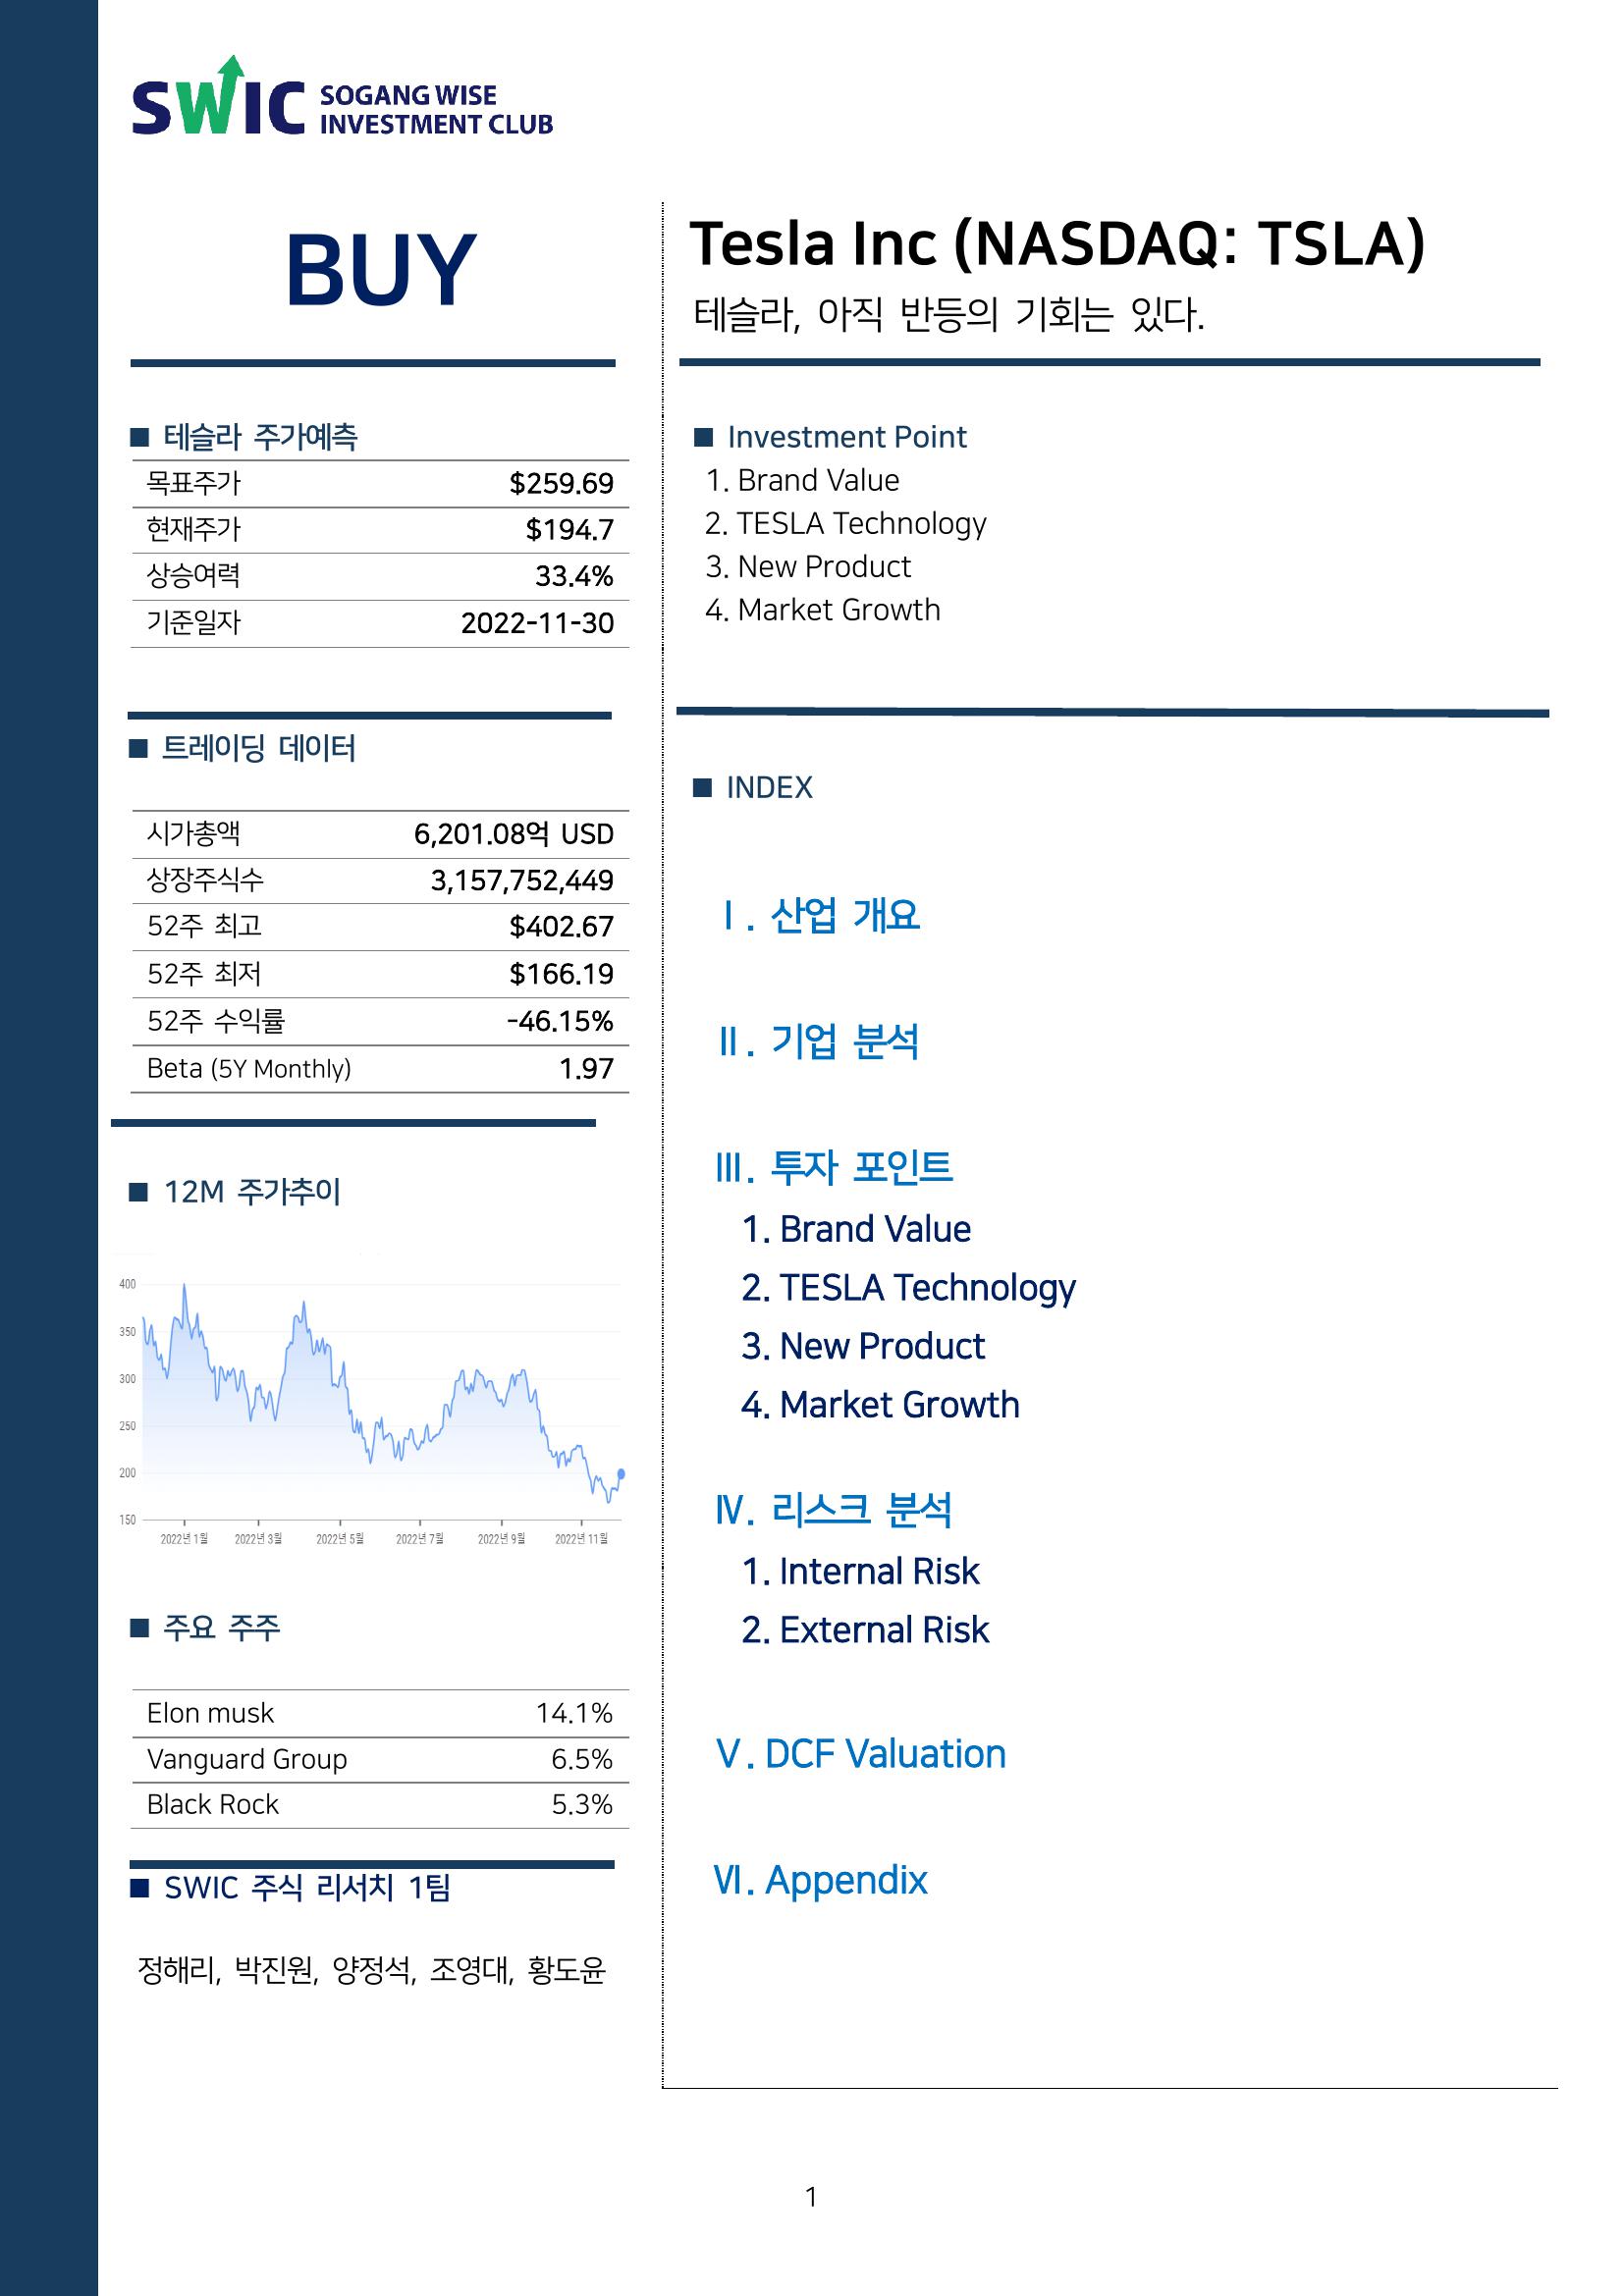 SWIC SOGANG WISE
INVESTMENT CLUB
BUY
■ 테슬라 주가예측
목표주가 $259.69
현재주가 $194.7
상승여력 33.4%
기준일자 2022-11-30
■ 트레이딩 데이터
시가총액 6,201.08억 USD
상장주식수 3,157,752,449
52주 최고 $402.67
52주 최저 $166.19
52주 수익률 -46.15%
Beta (5Y Monthly) 1.97
■ 12M 주가추이
400
350
300
250
200
150
2022년 1월 2022년 3월 2022년 5월 2022년 7월 2022년 9월 2022년 11월
■ 주요 주주
Elon musk 14.1%
Vanguard Group 6.5%
Black Rock 5.3%
■ SWIC 주식 리서치 1팀
정해리, 박진원, 양정석, 조영대, 황도윤
Tesla Inc (NASDAQ: TSLA)
테슬라, 아직 반등의 기회는 있다.
■ Investment Point
1. Brand Value
2. TESLA Technology
3. New Product
4. Market Growth
■ INDEX
Ⅰ. 산업 개요
Ⅱ. 기업 분석
Ⅲ. 투자 포인트
1. Brand Value
2. TESLA Technology
3. New Product
4. Market Growth
Ⅳ. 리스크 분석
1. Internal Risk
2. External Risk
Ⅴ. DCF Valuation
Ⅵ. Appendix
1